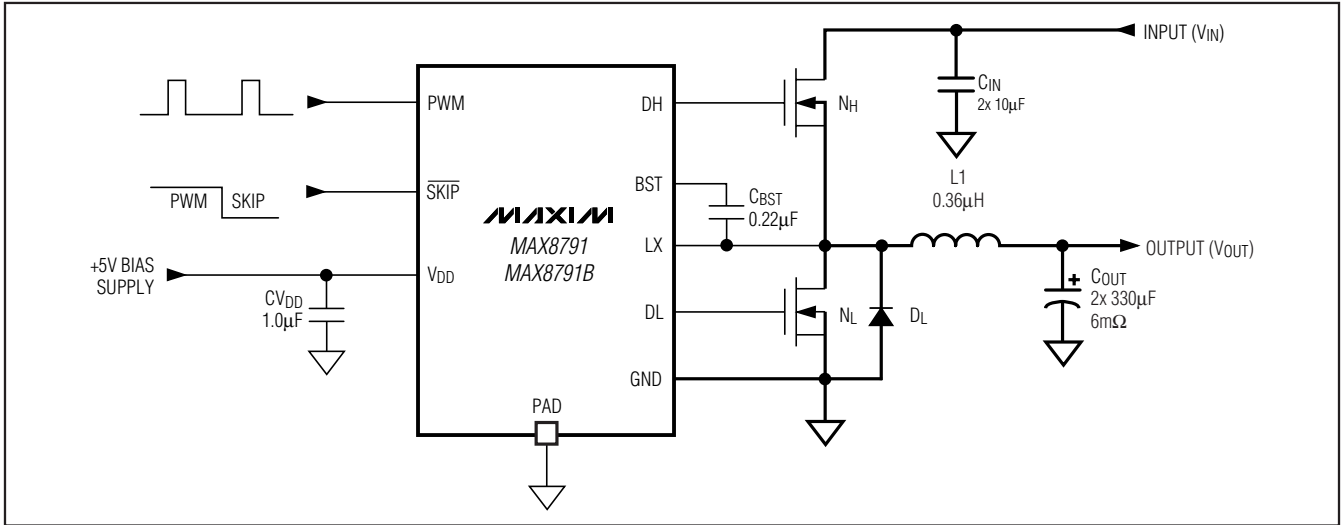 INPUT (VIN)
CIN
2x 10µF
PWM
DH
NH
L1
0.36µH
SKIP
BST
CBST
0.22µF
PWM SKIP
MAXIM
MAX8791
MAX8791B
LX
OUTPUT (VOUT)
+5V BIAS
SUPPLY
VDD
CVDD
1.0µF
COUT
2x 330µF
6mΩ
DL
NL
DL
GND
PAD